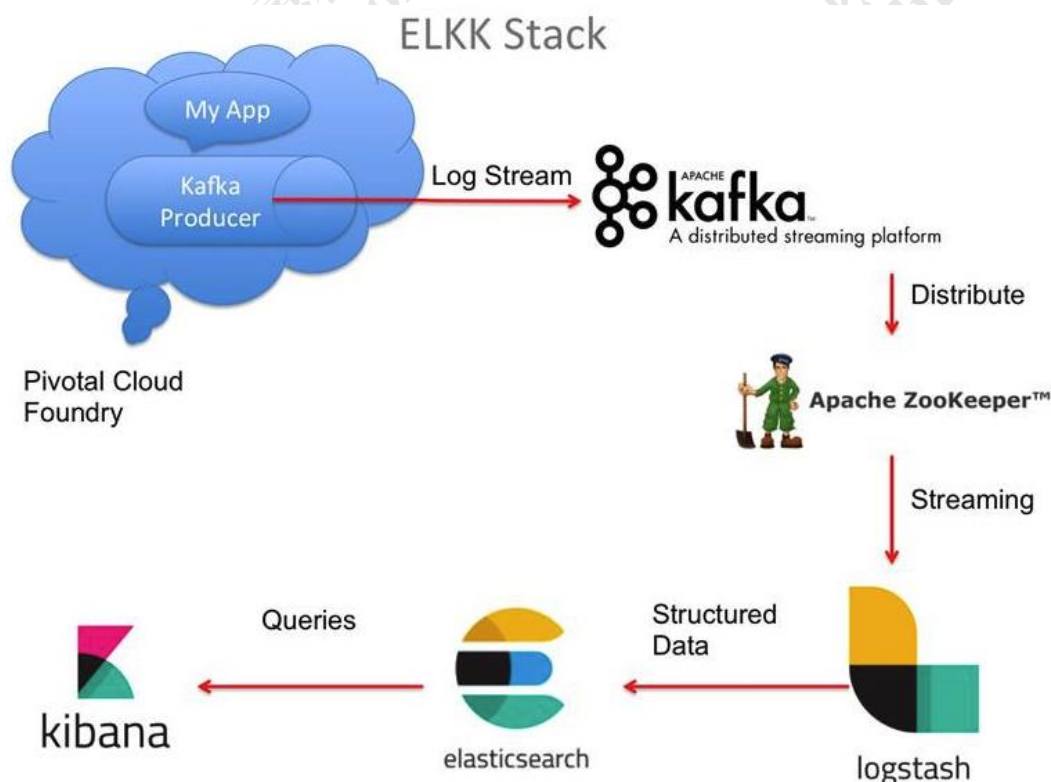 ELKK Stack
My App
Kafka
Producer
Log Stream
APACHE
kafka™
A distributed streaming platform
Distribute
Pivotal Cloud
Foundry
Apache ZooKeeper™
Streaming
Queries
Structured
Data
kibana
elasticsearch
logstash